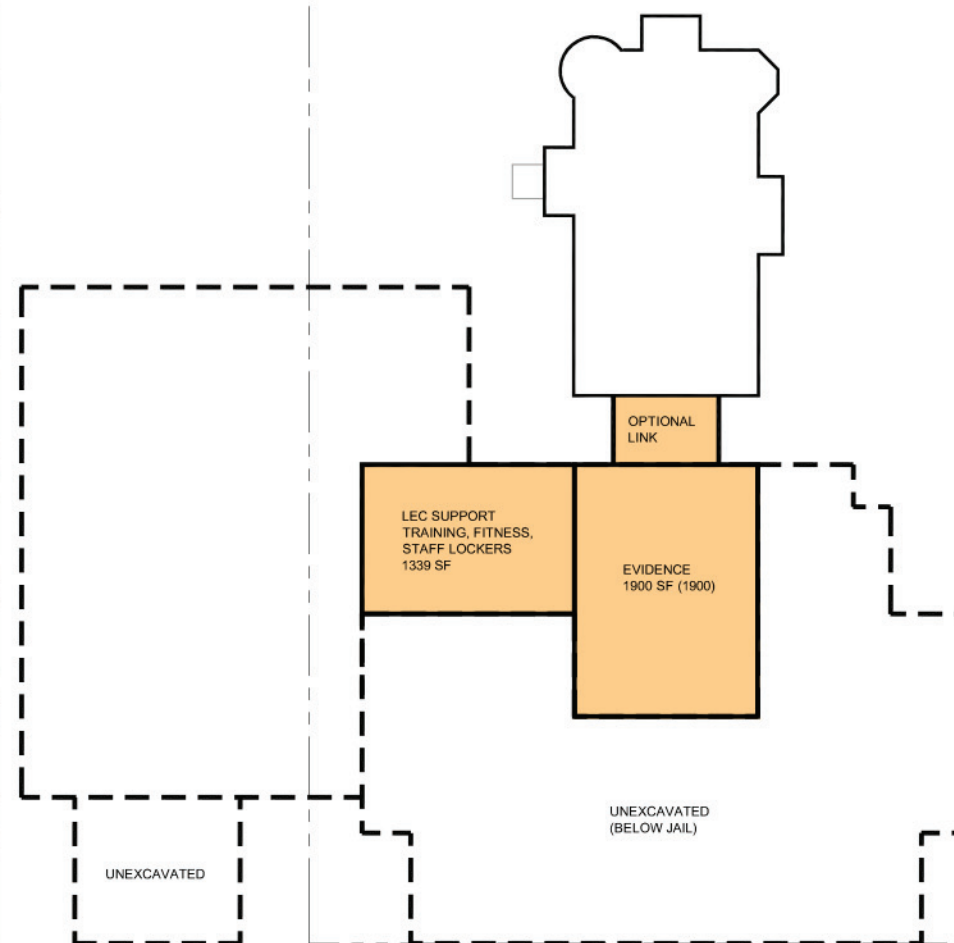 OPTIONAL
LINK
LEC SUPPORT
TRAINING, FITNESS,
STAFF LOCKERS
1339 SF
EVIDENCE
1900 SF (1900)
UNEXCAVATED
(BELOW JAIL)
UNEXCAVATED